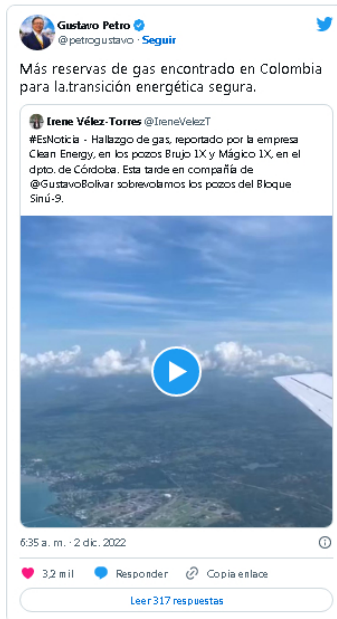 Gustavo Petro
@petrogustavo · Seguir
Más reservas de gas encontrado en Colombia
para la.transición energética segura.
Irene Vélez-Torres @IreneVelezT
#EsNoticia - Hallazgo de gas, reportado por la empresa
Clean Energy, en los pozos Brujo 1X y Mágico 1X, en el
dpto. de Córdoba. Esta tarde en compañía de
@GustavoBolivar sobrevolamos los pozos del Bloque
Sinú-9.
6:35 a. m. · 2 dic. 2022
3,2 mil Responder Copia enlace
Leer 317 respuestas